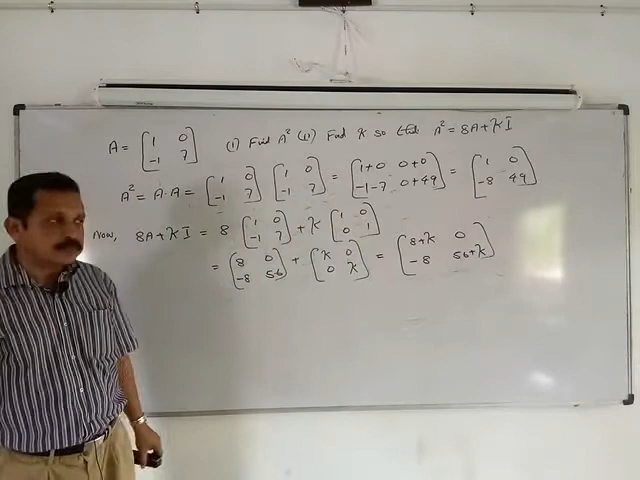 A = [1 0; -1 7] (i) Find A² (ii) Find K so that A² = 8A + KI
A² = A·A = [1 0; -1 7] [1 0; -1 7] = [1+0 0+0; -1-7 0+49] = [1 0; -8 49]
Now, 8A + KI = 8 [1 0; -1 7] + K [1 0; 0 1]
= [8 0; -8 56] + [K 0; 0 K] = [8+K 0; -8 56+K]